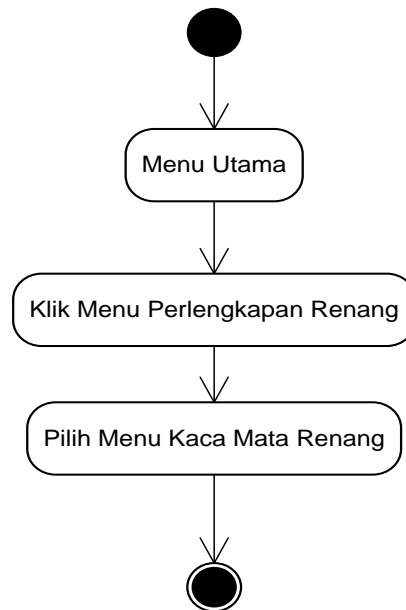 Menu Utama
Klik Menu Perlengkapan Renang
Pilih Menu Kaca Mata Renang